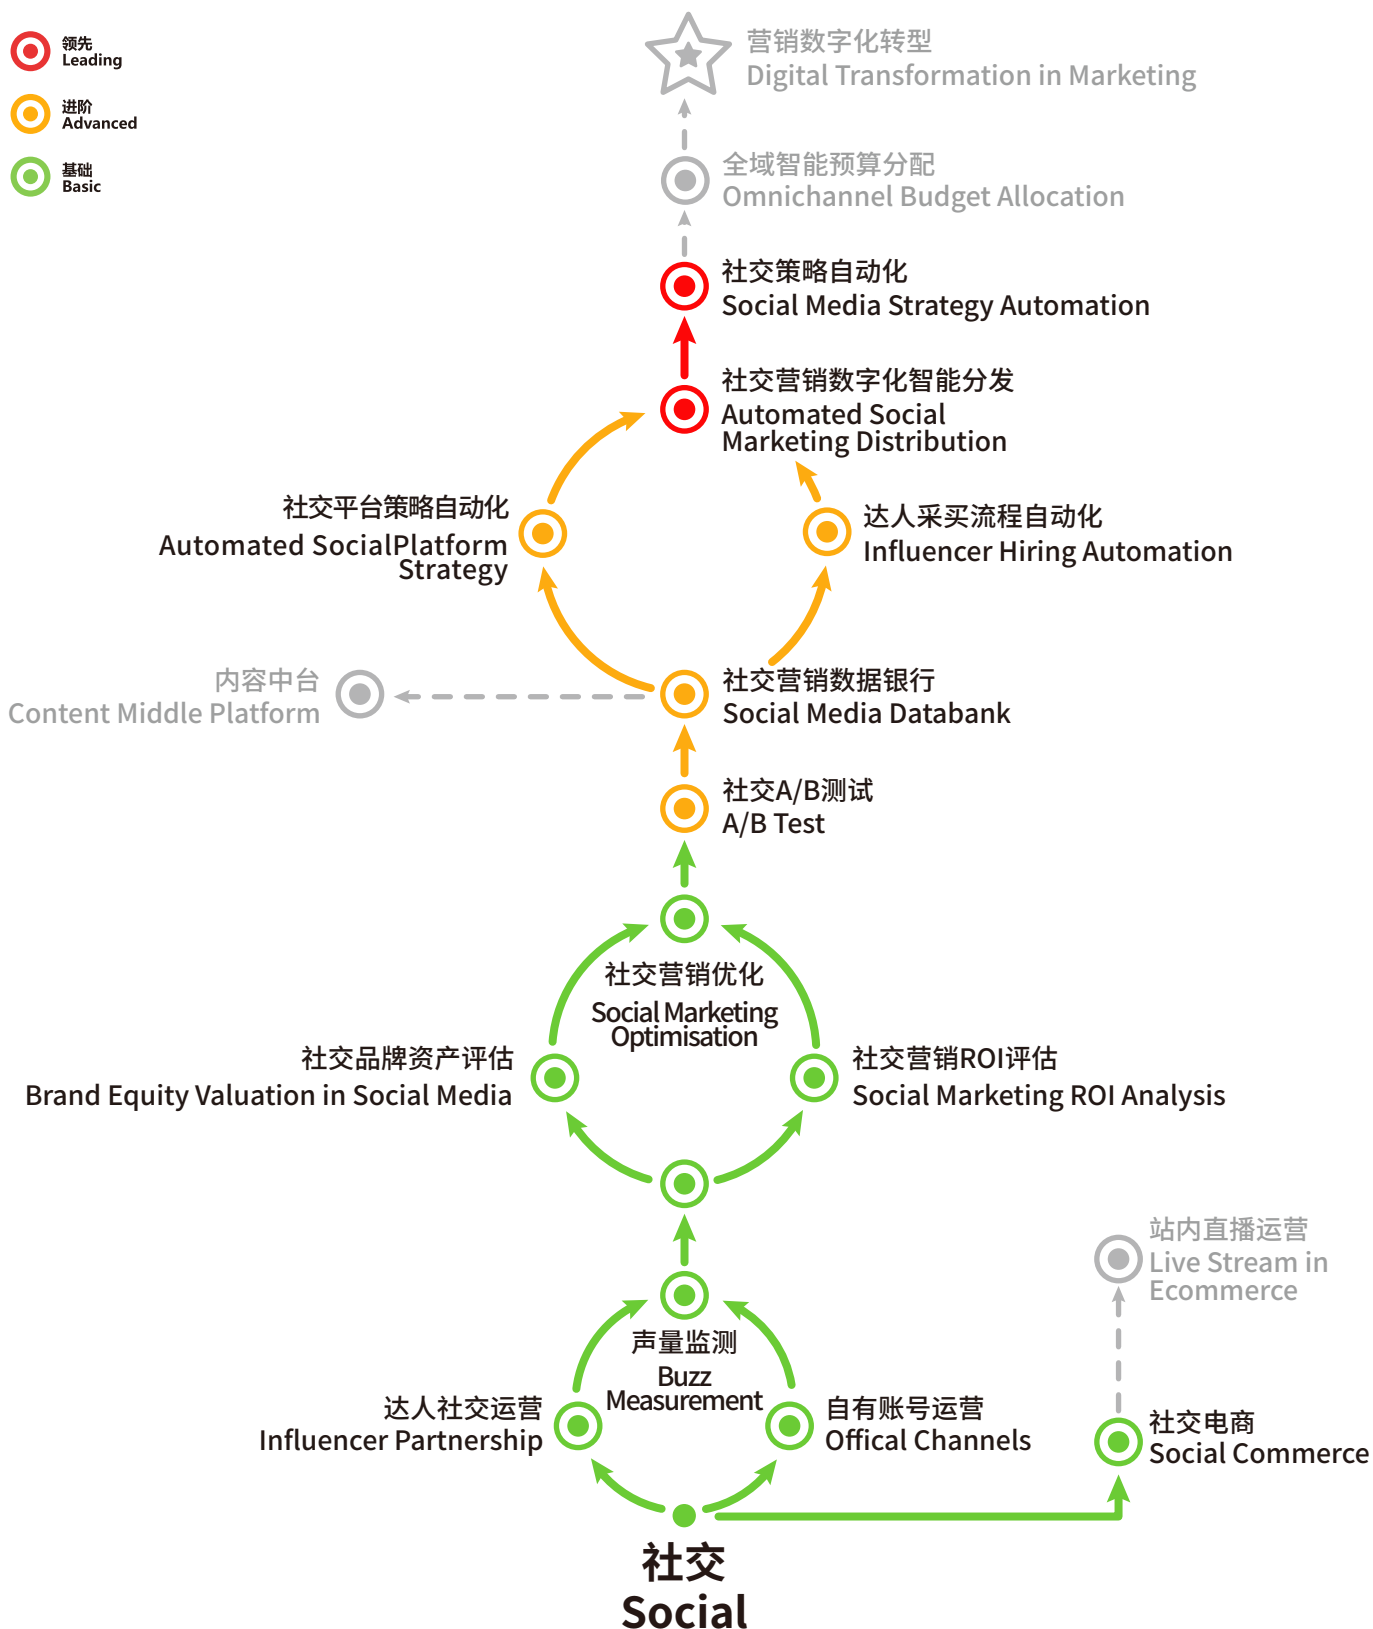 领先
Leading
进阶
Advanced
基础
Basic
营销数字化转型
Digital Transformation in Marketing
全域智能预算分配
Omnichannel Budget Allocation
社交策略自动化
Social Media Strategy Automation
社交营销数字化智能分发
Automated Social
Marketing Distribution
社交平台策略自动化
Automated SocialPlatform
Strategy
达人采买流程自动化
Influencer Hiring Automation
内容中台
Content Middle Platform
社交营销数据银行
Social Media Databank
社交A/B测试
A/B Test
社交营销优化
Social Marketing
Optimisation
社交品牌资产评估
Brand Equity Valuation in Social Media
社交营销ROI评估
Social Marketing ROI Analysis
站内直播运营
Live Stream in
Ecommerce
声量监测
Buzz
Measurement
达人社交运营
Influencer Partnership
自有账号运营
Offical Channels
社交电商
Social Commerce
社交
Social